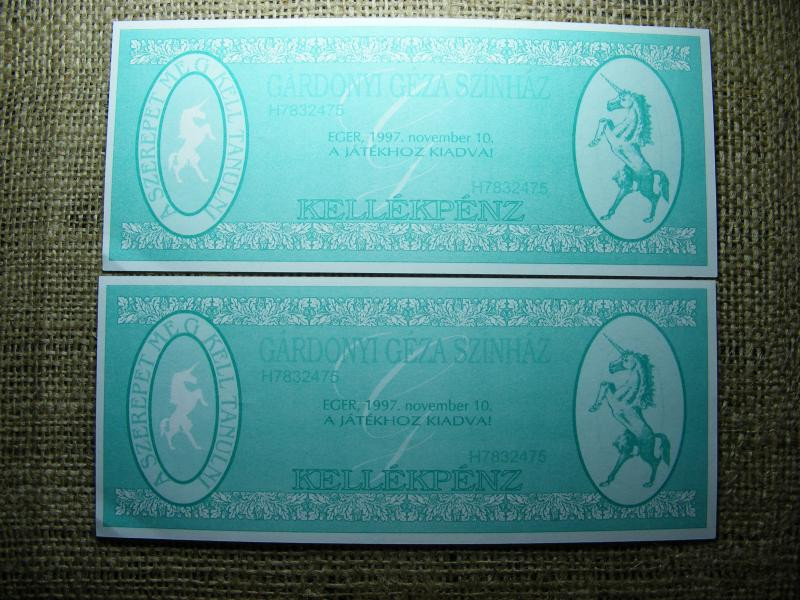 A SZEREPET MEG KELL TANULNI
GÁRDONYI GÉZA SZINHÁZ
H7832475
EGER, 1997. november 10.
A JÁTÉKHOZ KIADVA!
H7832475
KELLÉKPÉNZ
A SZEREPET MEG KELL TANULNI
GÁRDONYI GÉZA SZINHÁZ
H7832475
EGER, 1997. november 10.
A JÁTÉKHOZ KIADVA!
H7832475
KELLÉKPÉNZ